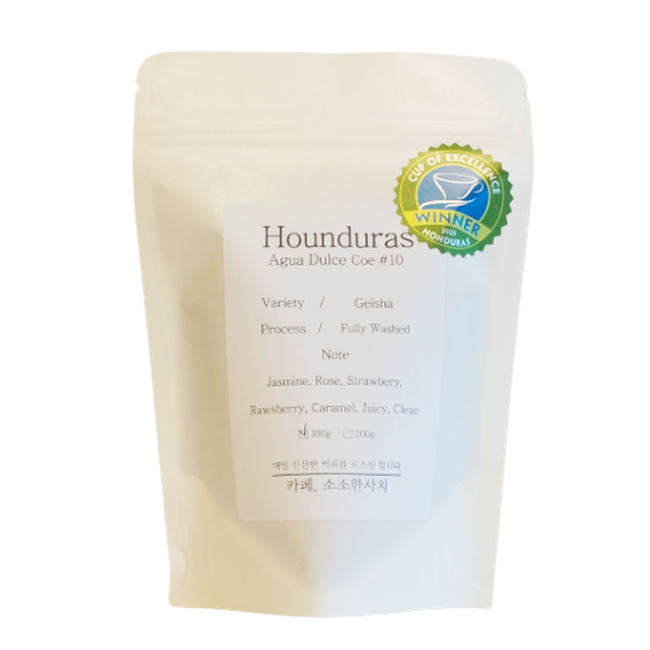 CUP OF EXCELLENCE
WINNER
HONDURAS
Hounduras
Agua Dulce Coe #10
Variety / Geisha
Process / Fully Washed
Note
Jasmine, Rose, Strawbery,
Rawsberry, Caramel, Juicy, Clean
100g 200g
매일 신선한 커피를 로스팅 합니다
카페, 소소한사치